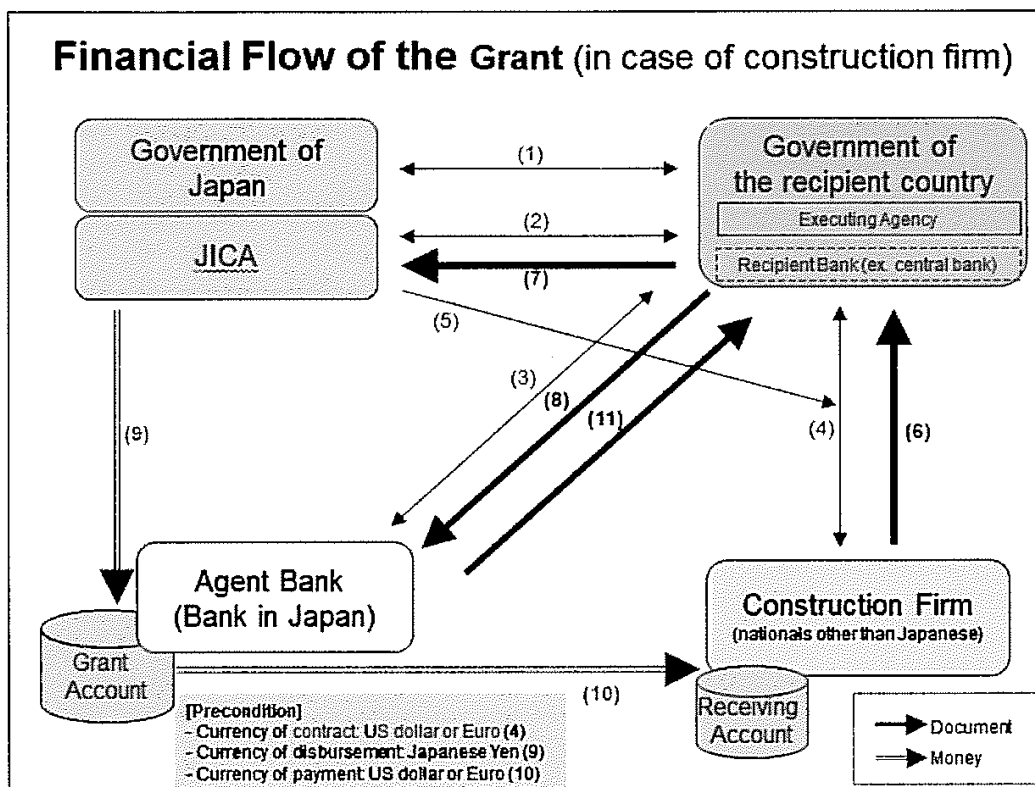 Financial Flow of the Grant (in case of construction firm)
Government of
Japan
JICA
(1)
(2)
(7)
(5)
Government of
the recipient country
Executing Agency
Recipient Bank (ex. central bank)
(3)
(8)
(11)
(9)
(4)
(6)
Agent Bank
(Bank in Japan)
Grant
Account
Construction Firm
(nationals other than Japanese)
Receiving
Account
(10)
[Precondition]
- Currency of contract: US dollar or Euro (4)
- Currency of disbursement: Japanese Yen (9)
- Currency of payment: US dollar or Euro (10)
Document
Money